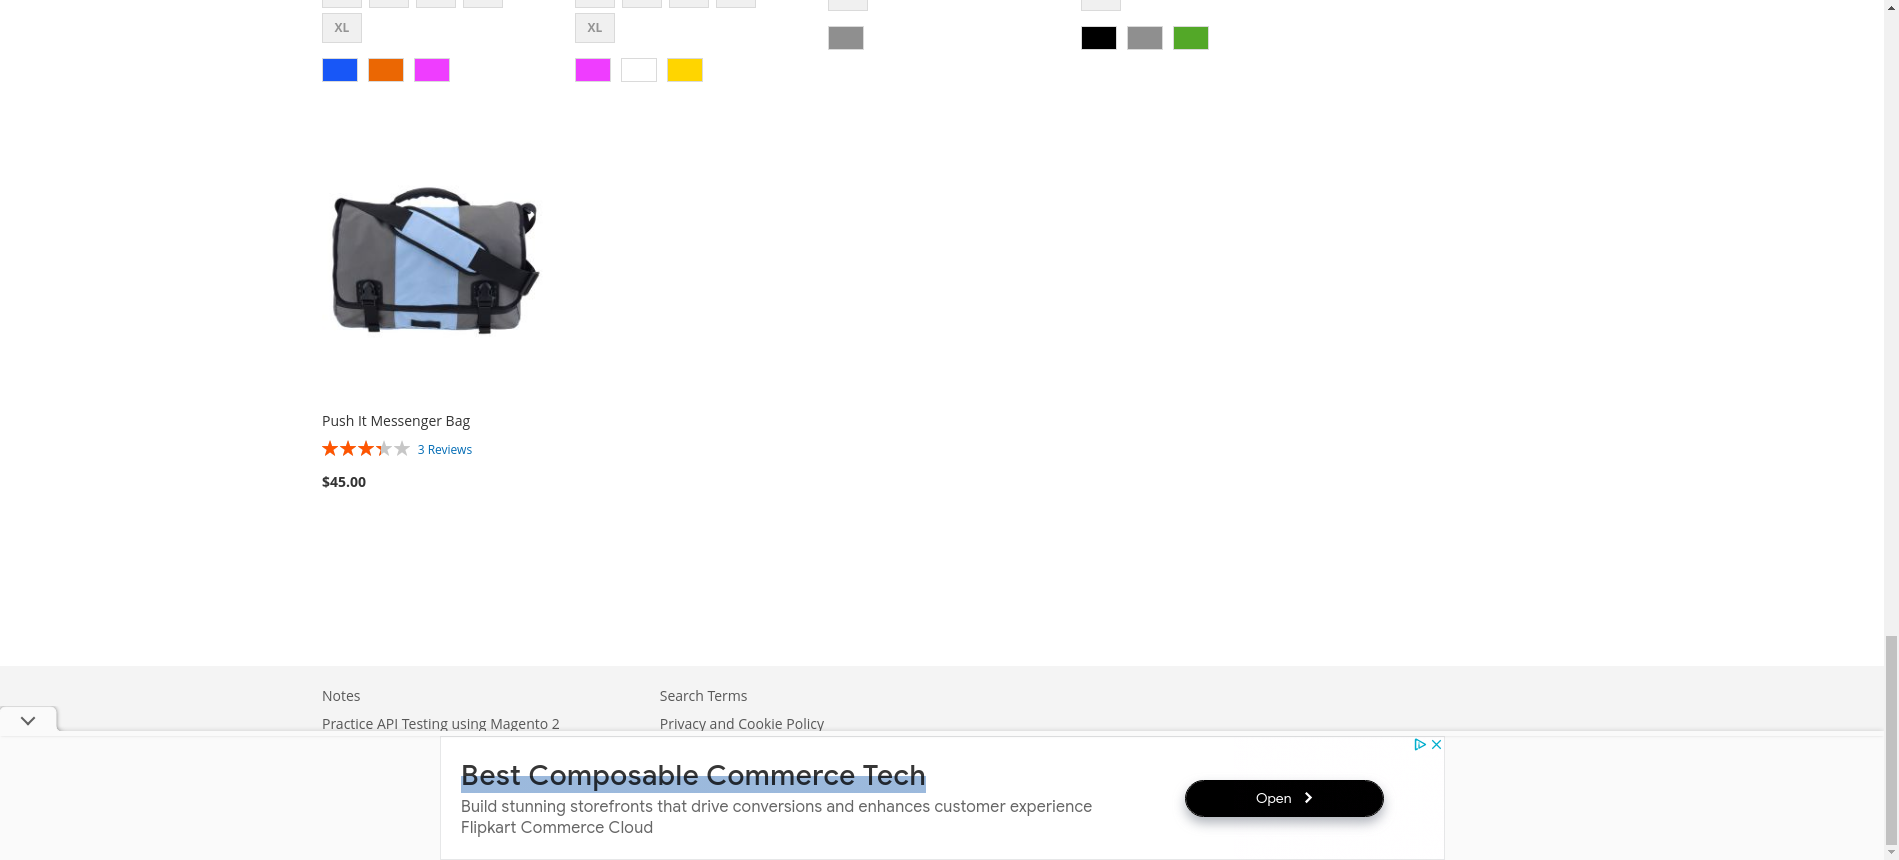 XL
XL
Push It Messenger Bag
3 Reviews
$45.00
Notes
Search Terms
Practice API Testing using Magento 2
Privacy and Cookie Policy
Best Composable Commerce Tech
Build stunning storefronts that drive conversions and enhances customer experience
Flipkart Commerce Cloud
Open